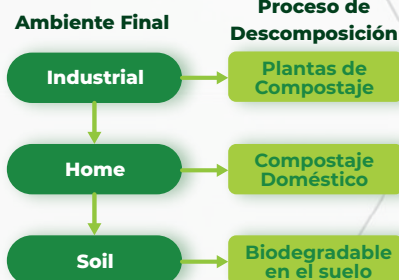 Ambiente Final
Proceso de
Descomposición
Industrial
Plantas de
Compostaje
Home
Compostaje
Doméstico
Soil
Biodegradable
en el suelo